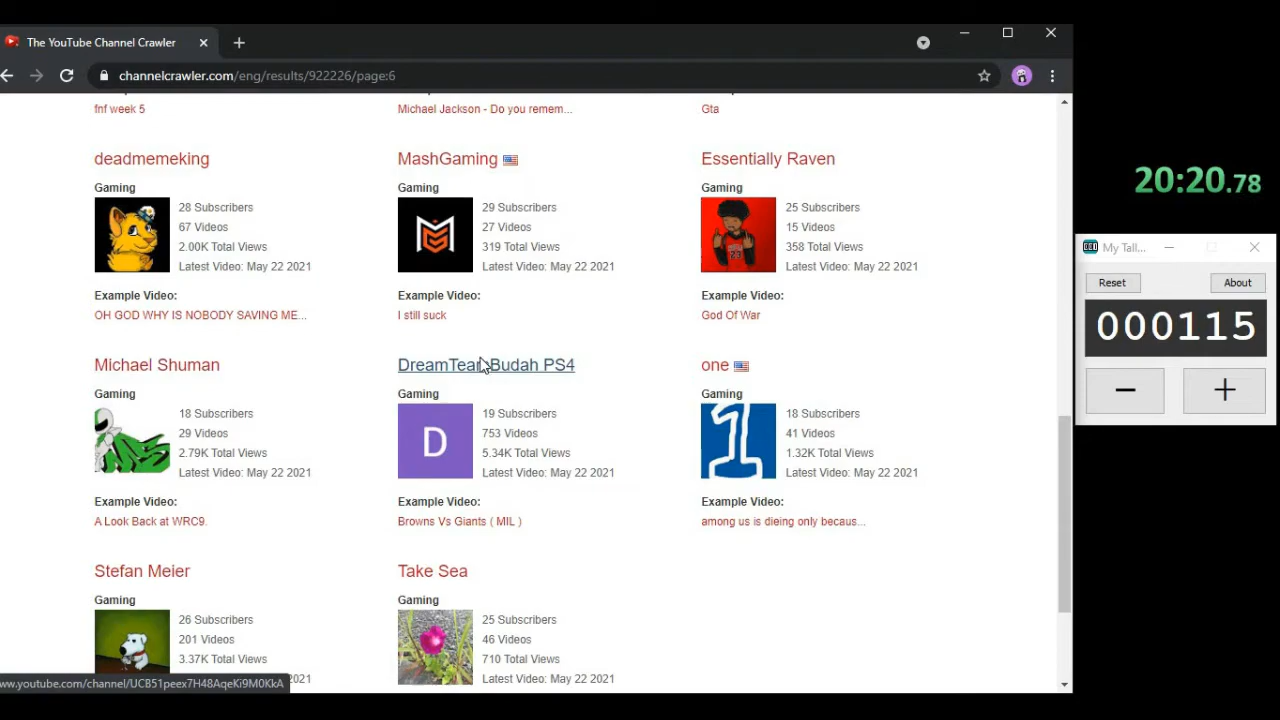 The YouTube Channel Crawler
channelcrawler.com/eng/results/922226/page:6
fnf week 5
Michael Jackson - Do you remem...
Gta
deadmemeking
MashGaming
Essentially Raven
Gaming
Gaming
Gaming
28 Subscribers
29 Subscribers
25 Subscribers
67 Videos
27 Videos
15 Videos
2.00K Total Views
319 Total Views
358 Total Views
Latest Video: May 22 2021
Latest Video: May 22 2021
Latest Video: May 22 2021
Example Video:
Example Video:
Example Video:
OH GOD WHY IS NOBODY SAVING ME...
I still suck
God Of War
Michael Shuman
DreamTeamBudah PS4
one
Gaming
Gaming
Gaming
18 Subscribers
19 Subscribers
18 Subscribers
29 Videos
753 Videos
41 Videos
2.79K Total Views
5.34K Total Views
1.32K Total Views
Latest Video: May 22 2021
Latest Video: May 22 2021
Latest Video: May 22 2021
Example Video:
Example Video:
Example Video:
A Look Back at WRC9.
Browns Vs Giants ( MIL )
among us is dieing only becaus...
MS
D
1
Stefan Meier
Take Sea
Gaming
Gaming
26 Subscribers
25 Subscribers
201 Videos
46 Videos
3.37K Total Views
710 Total Views
2021
Latest Video: May 22 2021
ww.youtube.com/channel/UCB51peex7H48AqeKi9M0KkA
20:20.78
My Tall...
Reset
About
000115